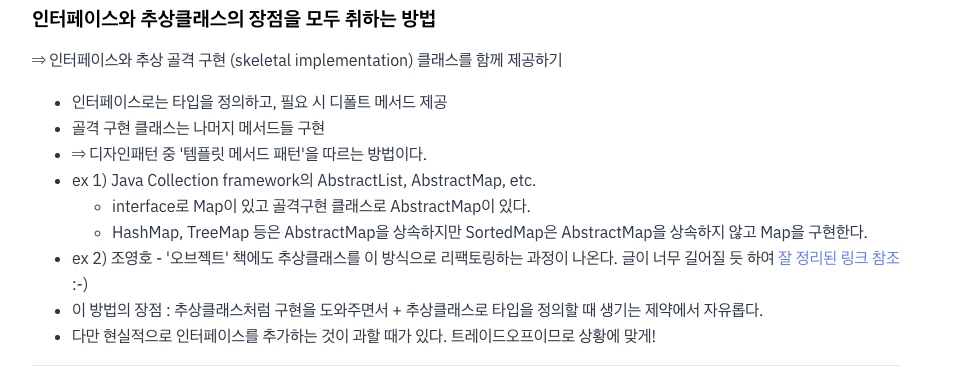 인터페이스와 추상클래스의 장점을 모두 취하는 방법
⇒ 인터페이스와 추상 골격 구현 (skeletal implementation) 클래스를 함께 제공하기
• 인터페이스로는 타입을 정의하고, 필요 시 디폴트 메서드 제공
• 골격 구현 클래스는 나머지 메서드들 구현
• ⇒ 디자인패턴 중 '템플릿 메서드 패턴'을 따르는 방법이다.
• ex 1) Java Collection framework의 AbstractList, AbstractMap, etc.
◦ interface로 Map이 있고 골격구현 클래스로 AbstractMap이 있다.
◦ HashMap, TreeMap 등은 AbstractMap을 상속하지만 SortedMap은 AbstractMap을 상속하지 않고 Map을 구현한다.
• ex 2) 조영호 - '오브젝트' 책에도 추상클래스를 이 방식으로 리팩토링하는 과정이 나온다. 글이 너무 길어질 듯 하여 잘 정리된 링크 참조
:-)
• 이 방법의 장점 : 추상클래스처럼 구현을 도와주면서 + 추상클래스로 타입을 정의할 때 생기는 제약에서 자유롭다.
• 다만 현실적으로 인터페이스를 추가하는 것이 과할 때가 있다. 트레이드오프이므로 상황에 맞게!